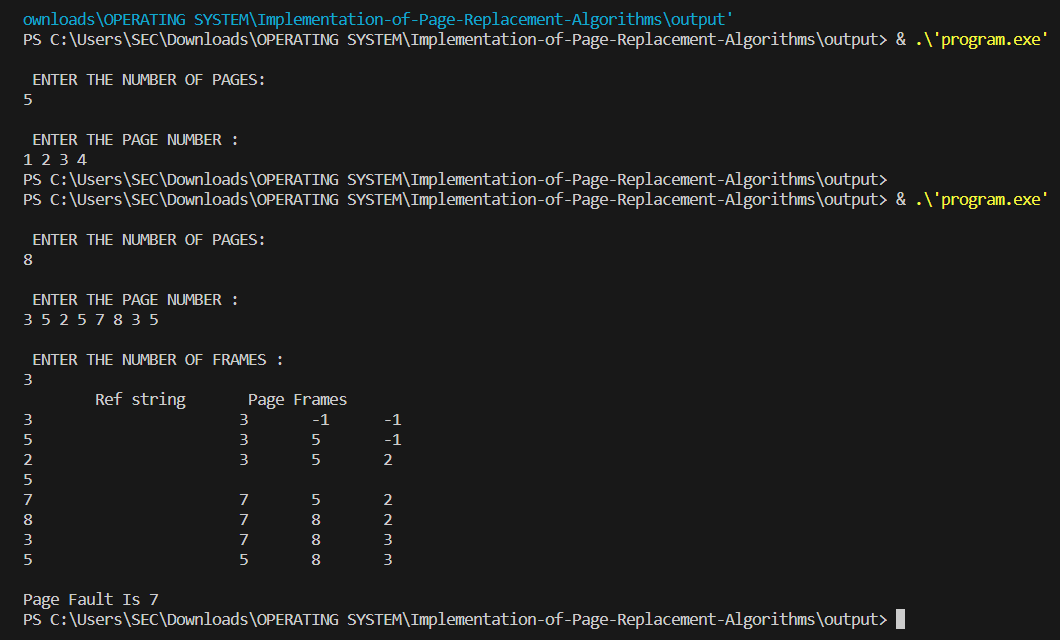 ownloads\OPERATING SYSTEM\Implementation-of-Page-Replacement-Algorithms\output'
PS C:\Users\SEC\Downloads\OPERATING SYSTEM\Implementation-of-Page-Replacement-Algorithms\output> & .\'program.exe'
ENTER THE NUMBER OF PAGES:
5
ENTER THE PAGE NUMBER :
1 2 3 4
PS C:\Users\SEC\Downloads\OPERATING SYSTEM\Implementation-of-Page-Replacement-Algorithms\output>
PS C:\Users\SEC\Downloads\OPERATING SYSTEM\Implementation-of-Page-Replacement-Algorithms\output> & .\'program.exe'
ENTER THE NUMBER OF PAGES:
8
ENTER THE PAGE NUMBER :
3 5 2 5 7 8 3 5
ENTER THE NUMBER OF FRAMES :
3
Ref string Page Frames
3 3 -1 -1
5 3 5 -1
2 3 5 2
5
7 7 5 2
8 7 8 2
3 7 8 3
5 5 8 3
Page Fault Is 7
PS C:\Users\SEC\Downloads\OPERATING SYSTEM\Implementation-of-Page-Replacement-Algorithms\output>